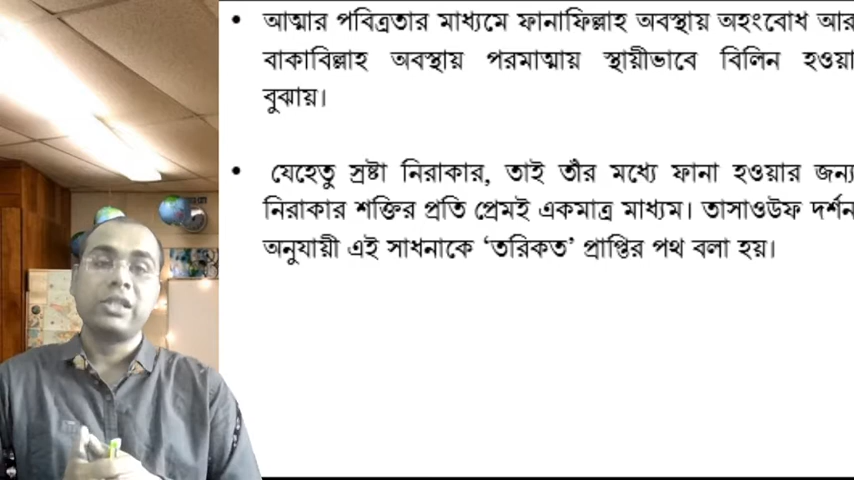 • আত্মার পবিত্রতার মাধ্যমে ফানাফিল্লাহ অবস্থায় অহংবোধ আর
বাকাবিল্লাহ অবস্থায় পরমাত্মায় স্থায়ীভাবে বিলিন হওয়া
বুঝায়।
• যেহেতু স্রষ্টা নিরাকার, তাই তাঁর মধ্যে ফানা হওয়ার জন্য
নিরাকার শক্তির প্রতি প্রেমই একমাত্র মাধ্যম। তাসাওউফ দর্শন
অনুযায়ী এই সাধনাকে ‘তরিকত’ প্রাপ্তির পথ বলা হয়।